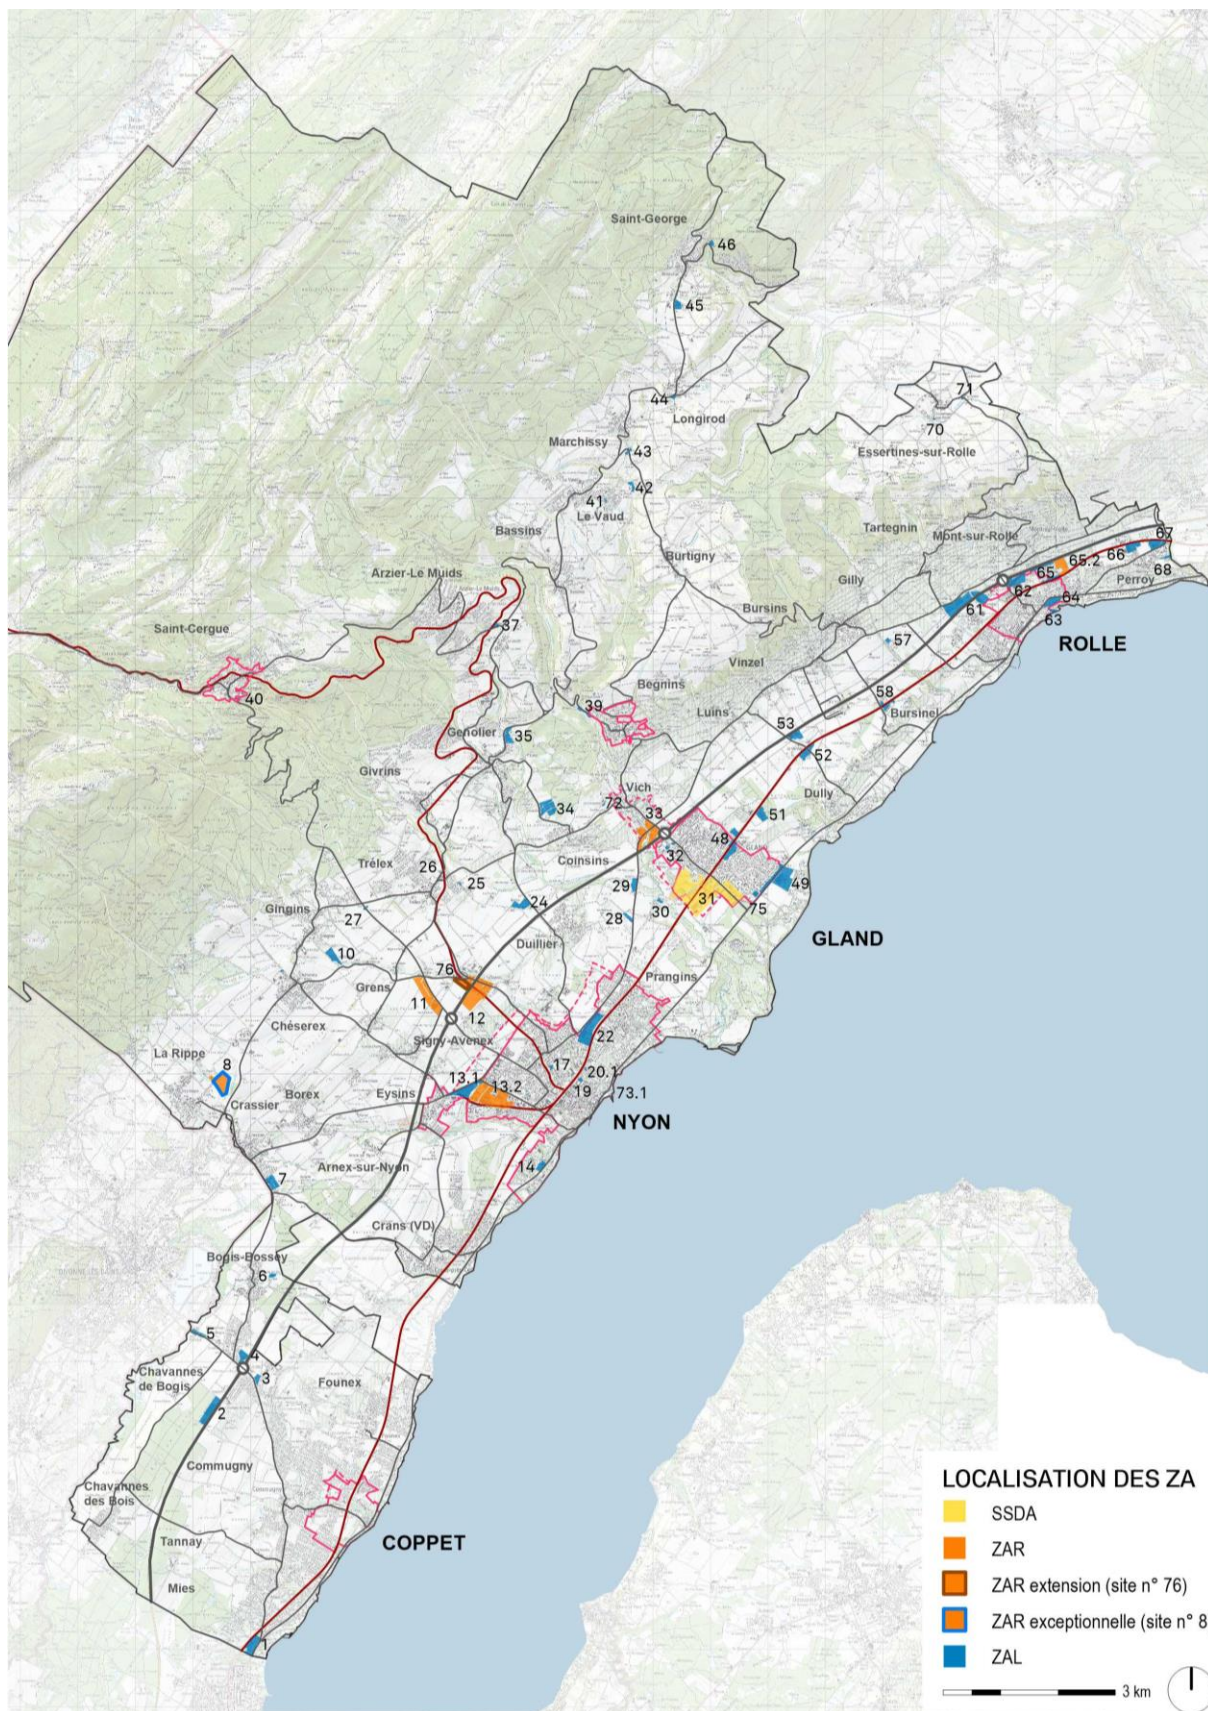 Saint-George
46
45
44
Longirod
71
70
Essertines-sur-Rolle
Marchissy
43
42
41
Le Vaud
Bassins
Burtigny
Tartegnin
Mont-sur-Rolle
67
66
65.2
68
65
Perroy
62
64
61
63
ROLLE
Gilly
Arzier-Le Muids
Bursins
57
Saint-Cergue
37
40
Vinzel
Begnins
39
Luins
58
Bursinel
53
52
Genolier
35
Givrins
Vich
72
33
34
Dully
51
48
32
Coinsins
Trélex
26
25
29
49
31
30
75
28
24
Gingins
27
Duillier
GLAND
10
Prangins
76
Grens
11
12
Chéserex
Signy-Avenex
22
La Rippe
8
17
20.1
13.1
13.2
19
73.1
Eysins
Borex
Crassier
NYON
14
Arnex-sur-Nyon
7
Crans (VD)
Bogis-Bossey
6
5
4
3
Chavannes
de Bogis
Founex
2
Commugny
Chavannes
des Bois
Tannay
COPPET
Mies
1
LOCALISATION DES ZA
SSDA
ZAR
ZAR extension (site n° 76)
ZAR exceptionnelle (site n° 8
ZAL
3 km